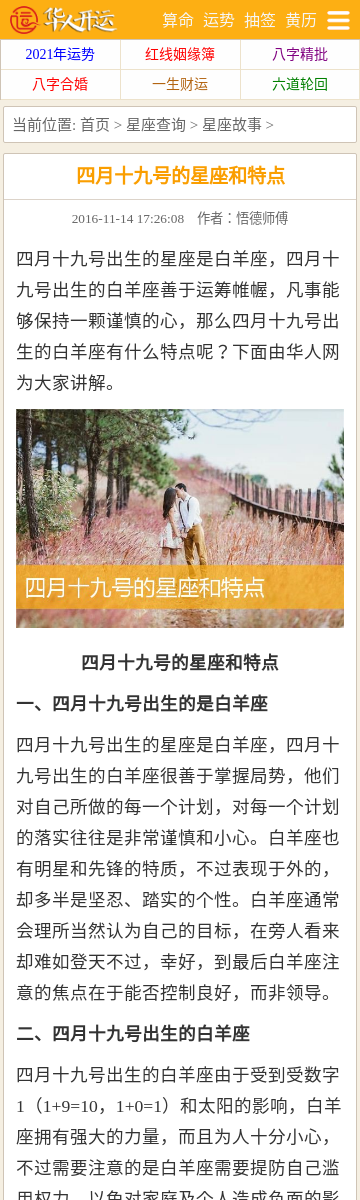 运 华人开运 算命 运势 抽签 黄历
2021年运势 红线姻缘簿 八字精批
八字合婚 一生财运 六道轮回
当前位置: 首页 > 星座查询 > 星座故事 >
四月十九号的星座和特点
2016-11-14 17:26:08 作者：悟德师傅
四月十九号出生的星座是白羊座，四月十
九号出生的白羊座善于运筹帷幄，凡事能
够保持一颗谨慎的心，那么四月十九号出
生的白羊座有什么特点呢？下面由华人网
为大家讲解。
四月十九号的星座和特点
四月十九号的星座和特点
一、四月十九号出生的是白羊座
四月十九号出生的星座是白羊座，四月十
九号出生的白羊座很善于掌握局势，他们
对自己所做的每一个计划，对每一个计划
的落实往往是非常谨慎和小心。白羊座也
有明星和先锋的特质，不过表现于外的，
却多半是坚忍、踏实的个性。白羊座通常
会理所当然认为自己的目标，在旁人看来
却难如登天不过，幸好，到最后白羊座注
意的焦点在于能否控制良好，而非领导。
二、四月十九号出生的白羊座
四月十九号出生的白羊座由于受到受数字
1（1+9=10，1+0=1）和太阳的影响，白羊
座拥有强大的力量，而且为人十分小心，
不过需要注意的是白羊座需要提防自己滥
用权力，以免对家庭及个人造成负面的影